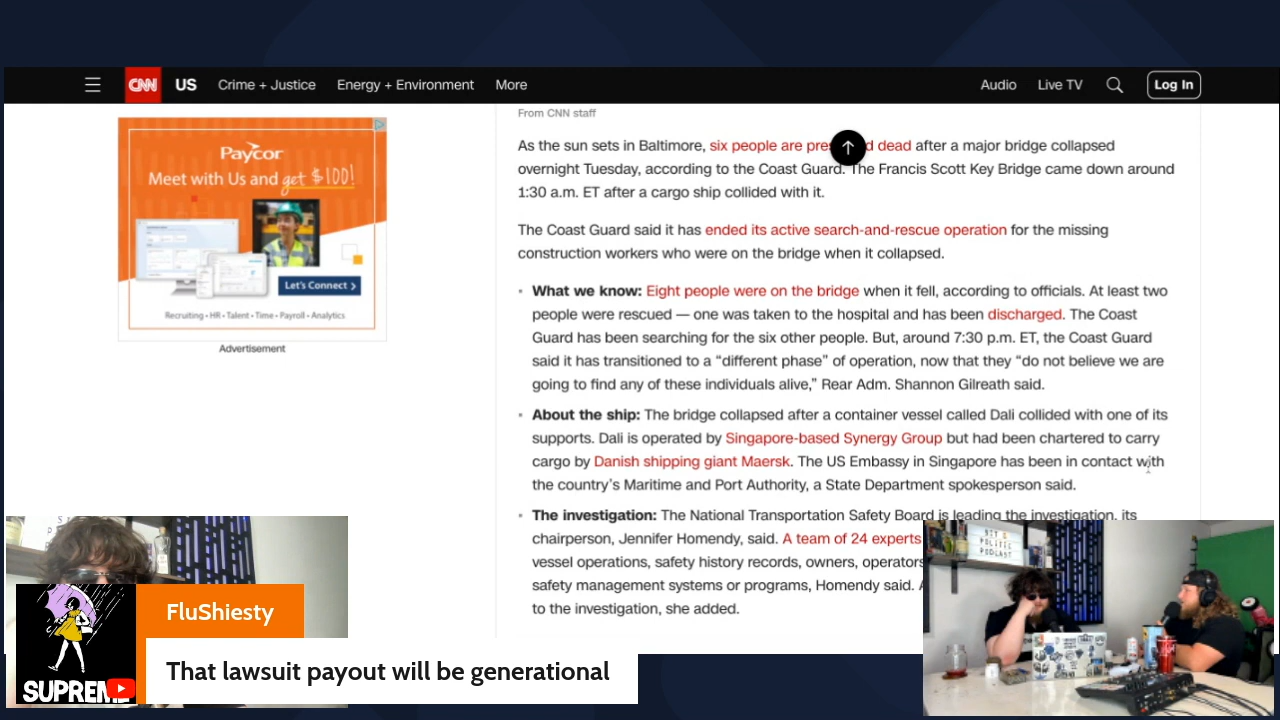 CNN US Crime + Justice Energy + Environment More Audio Live TV Log In
From CNN staff
As the sun sets in Baltimore, six people are pres d dead after a major bridge collapsed
overnight Tuesday, according to the Coast Guard. The Francis Scott Key Bridge came down around
1:30 a.m. ET after a cargo ship collided with it.
The Coast Guard said it has ended its active search-and-rescue operation for the missing
construction workers who were on the bridge when it collapsed.
What we know: Eight people were on the bridge when it fell, according to officials. At least two
people were rescued — one was taken to the hospital and has been discharged. The Coast
Guard has been searching for the six other people. But, around 7:30 p.m. ET, the Coast Guard
said it has transitioned to a “different phase” of operation, now that they “do not believe we are
going to find any of these individuals alive,” Rear Adm. Shannon Gilreath said.
About the ship: The bridge collapsed after a container vessel called Dali collided with one of its
supports. Dali is operated by Singapore-based Synergy Group but had been chartered to carry
cargo by Danish shipping giant Maersk. The US Embassy in Singapore has been in contact with
the country’s Maritime and Port Authority, a State Department spokesperson said.
The investigation: The National Transportation Safety Board is leading the investigation, its
chairperson, Jennifer Homendy, said. A team of 24 experts
vessel operations, safety history records, owners, operators
safety management systems or programs, Homendy said.
to the investigation, she added.
Paycor
Meet with Us and get $100!
Let's Connect >
Recruiting • HR • Talent • Time • Payroll • Analytics
Advertisement
FluShiesty
That lawsuit payout will be generational
SUPREME
SIT &
POLITIC
PODCAST